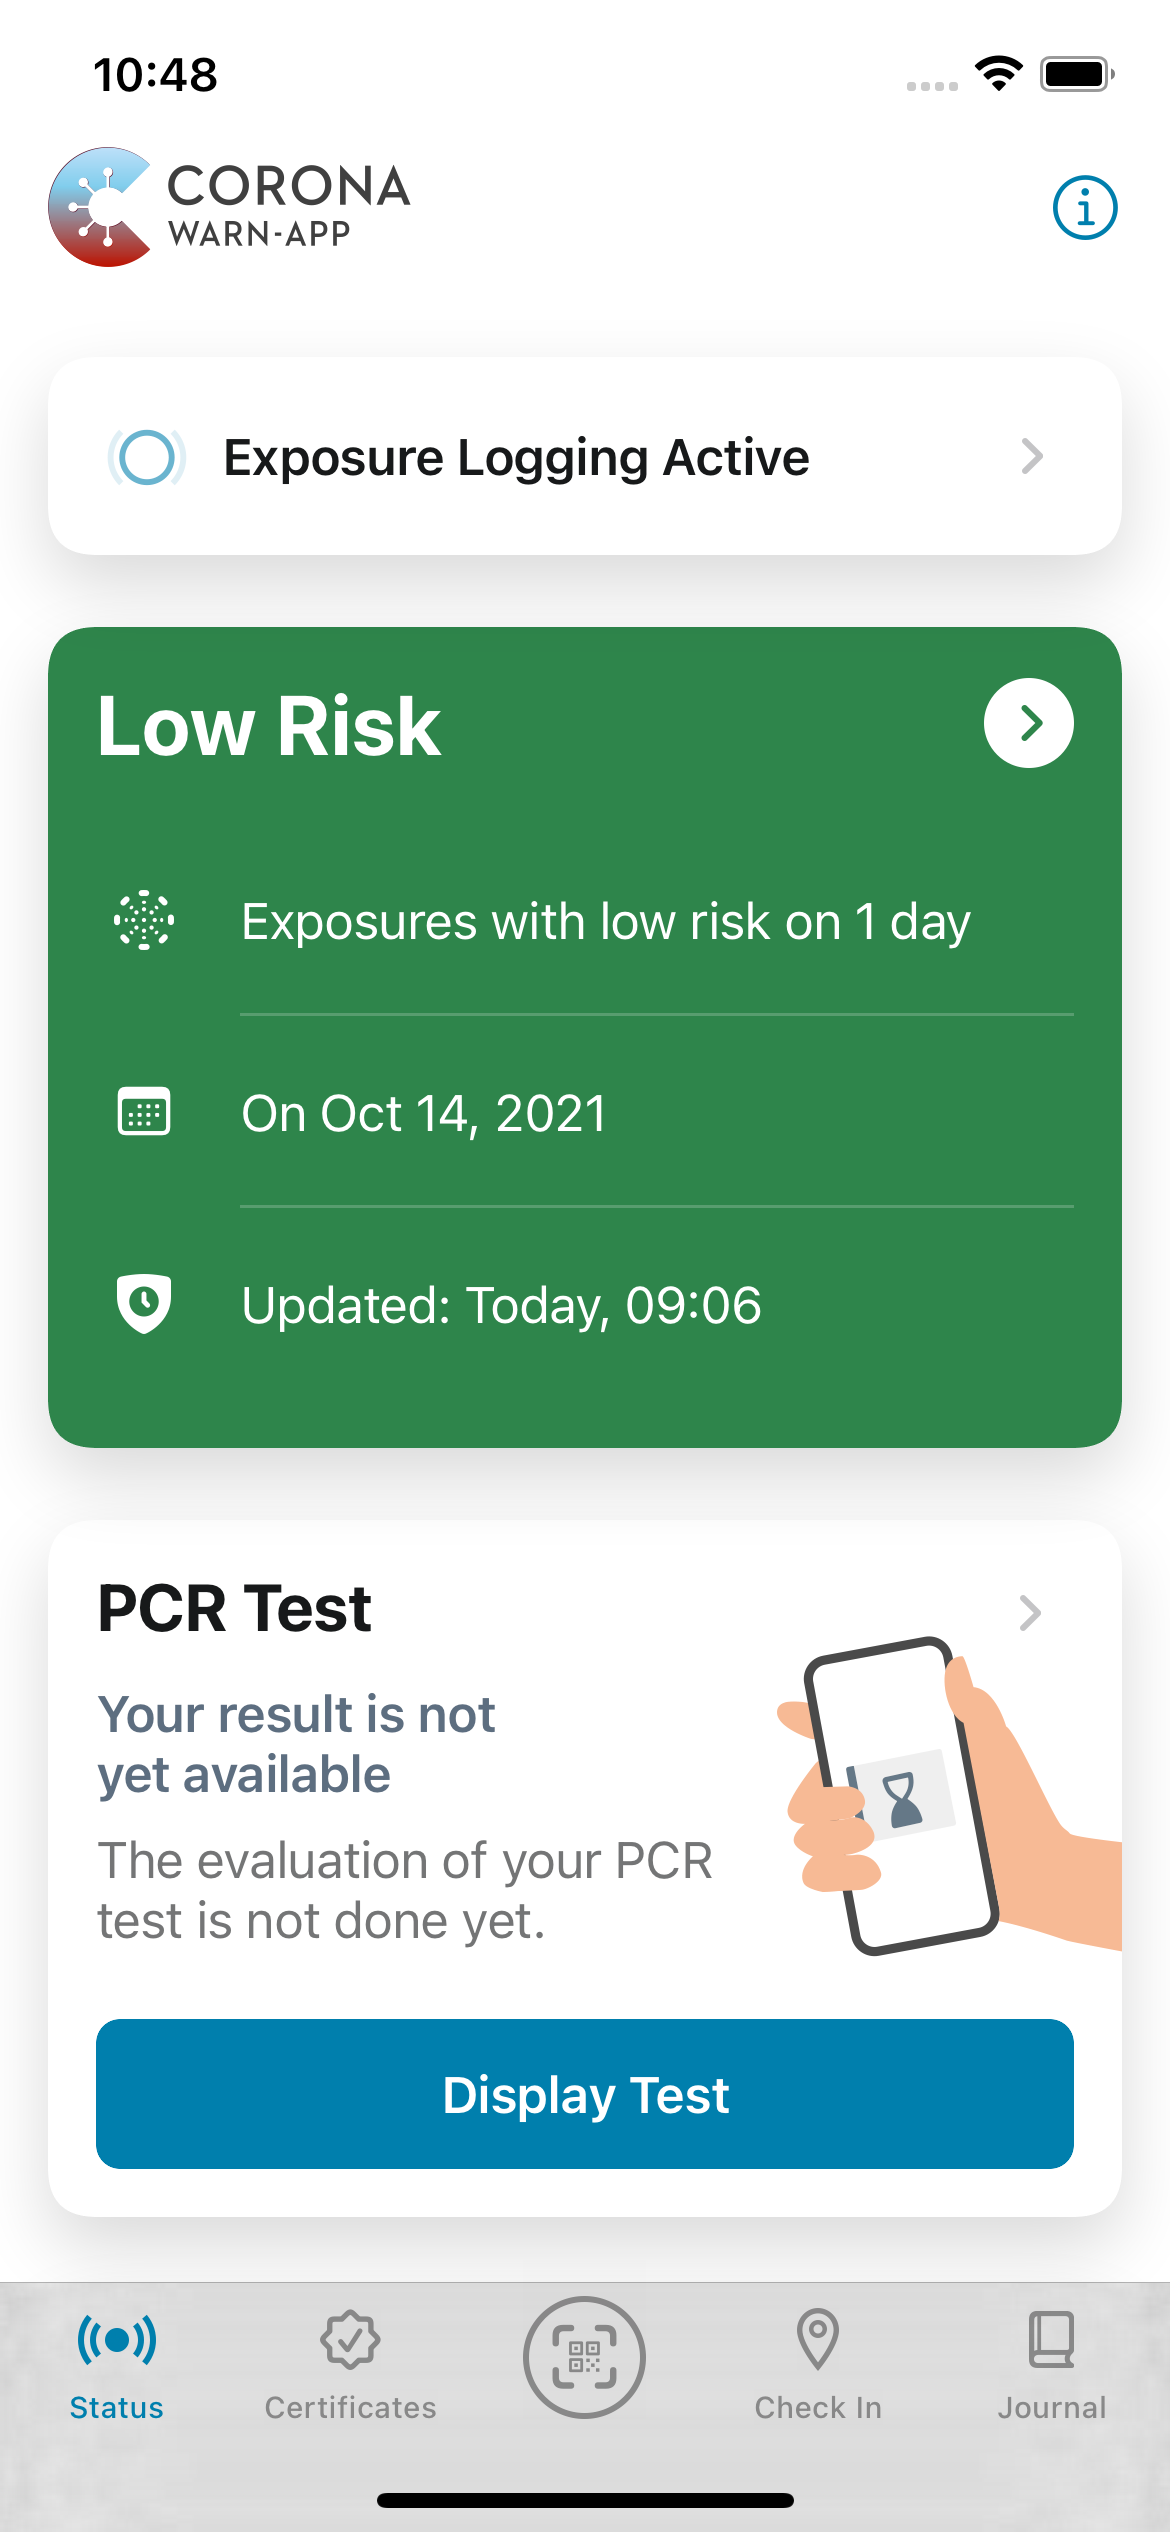 10:48
CORONA
WARN-APP
Exposure Logging Active
Low Risk
Exposures with low risk on 1 day
On Oct 14, 2021
Updated: Today, 09:06
PCR Test
Your result is not
yet available
The evaluation of your PCR
test is not done yet.
Display Test
Status
Certificates
Check In
Journal